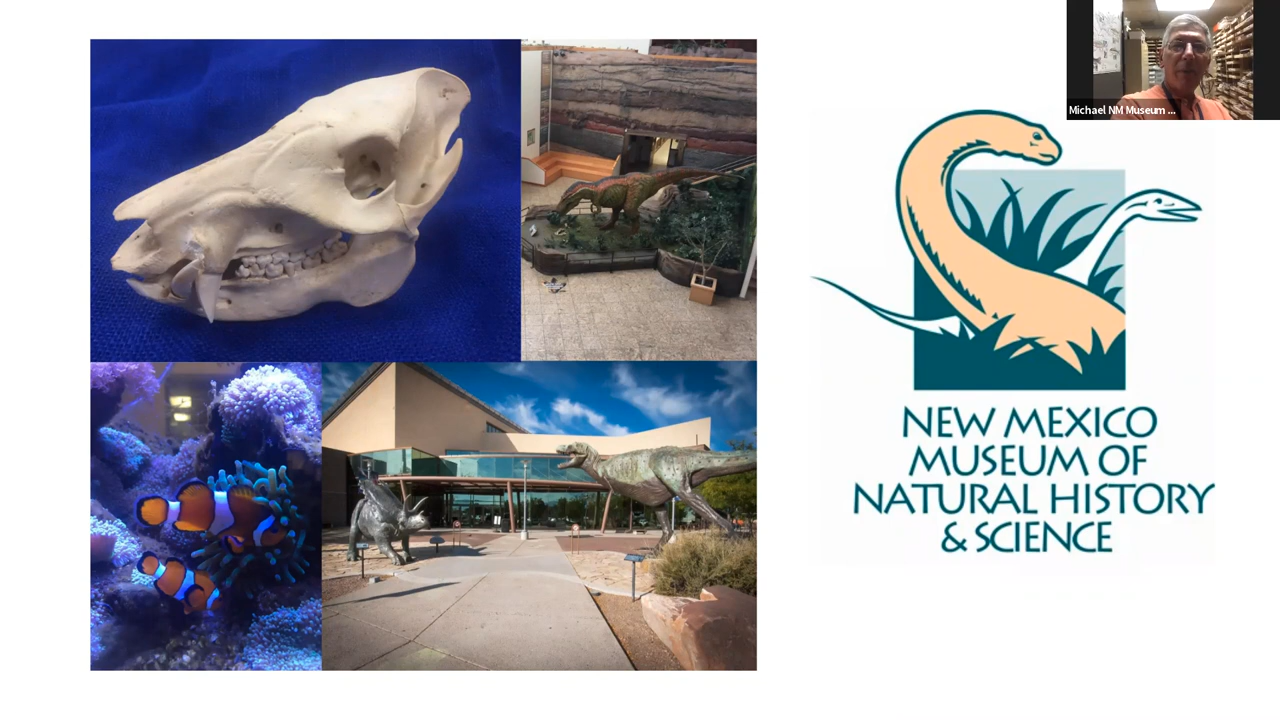 Michael NM Museum ...
NEW MEXICO
MUSEUM OF
NATURAL HISTORY
& SCIENCE